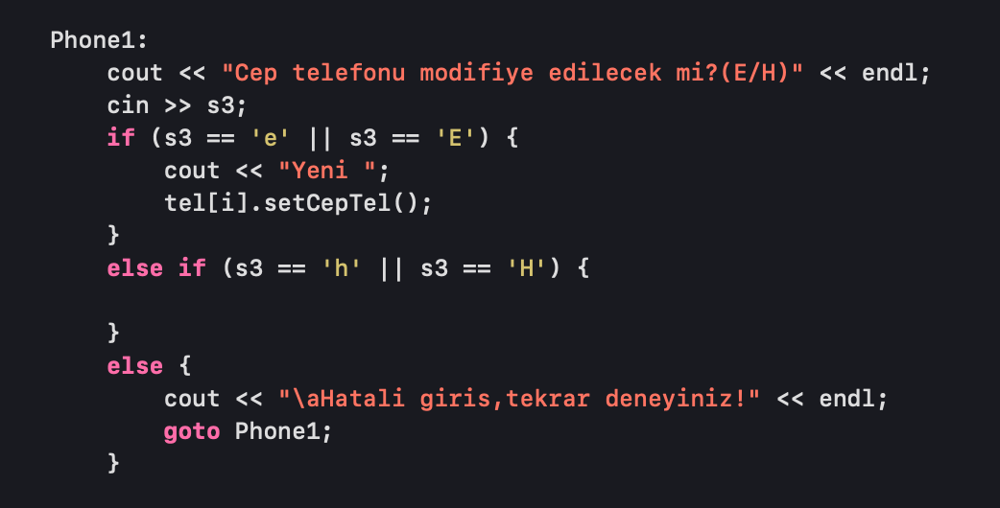 Phone1:
    cout << "Cep telefonu modifiye edilecek mi?(E/H)" << endl;
    cin >> s3;
    if (s3 == 'e' || s3 == 'E') {
        cout << "Yeni ";
        tel[i].setCepTel();
    }
    else if (s3 == 'h' || s3 == 'H') {

    }
    else {
        cout << "\aHatali giris,tekrar deneyiniz!" << endl;
        goto Phone1;
    }